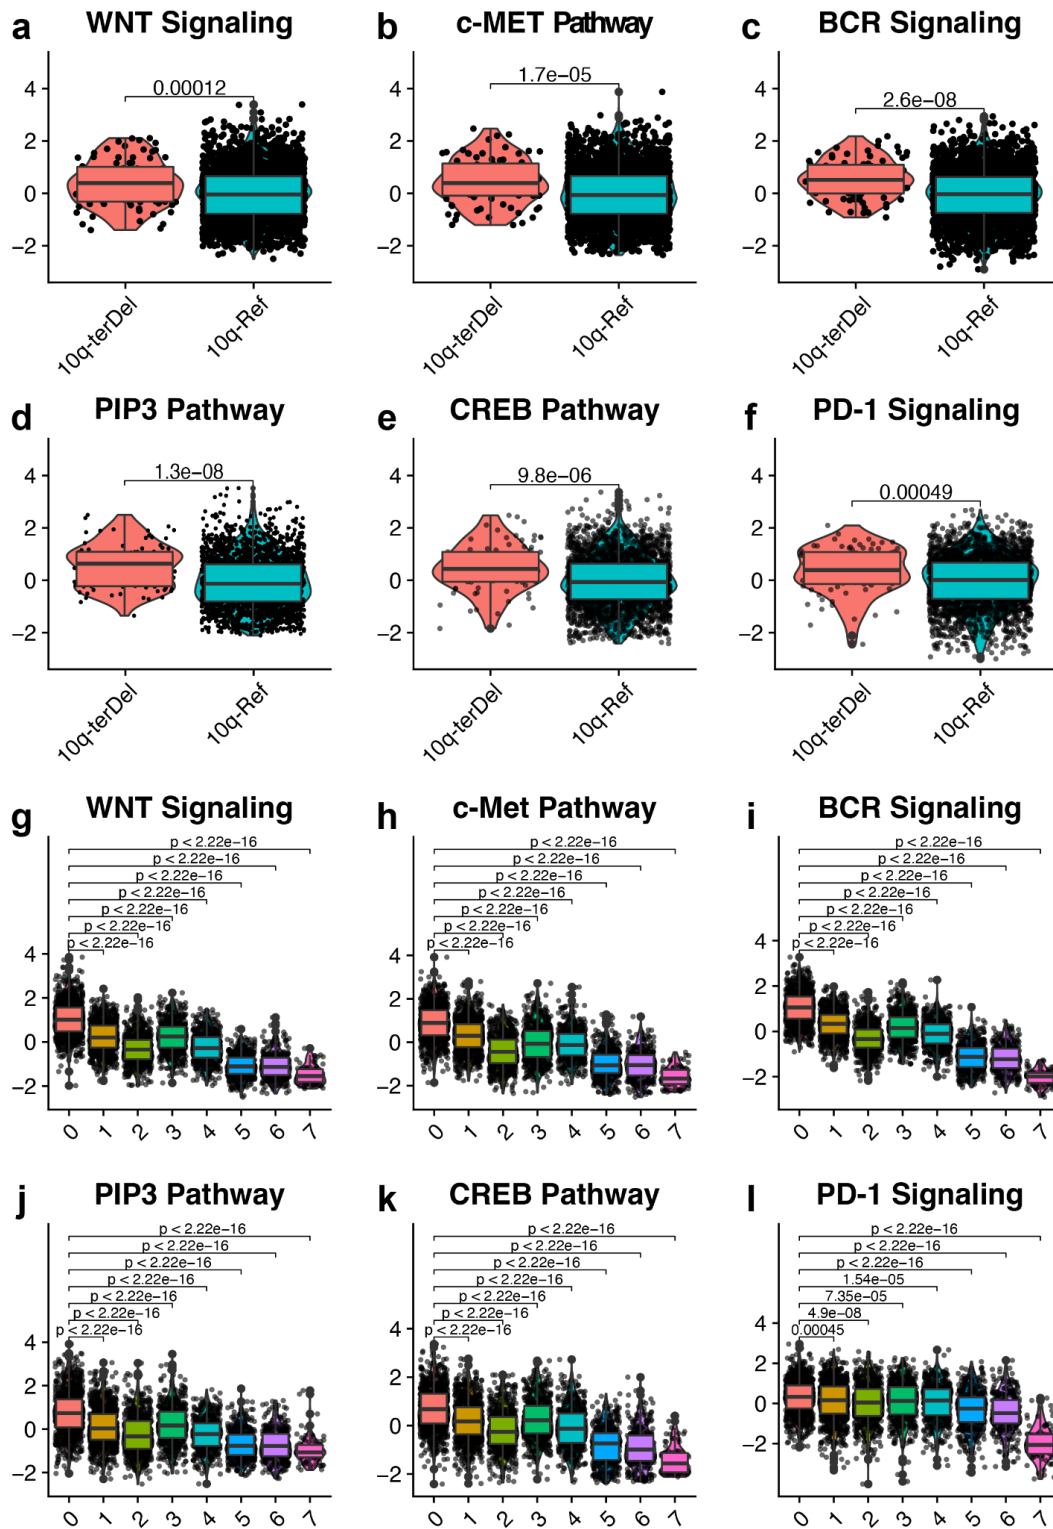 a WNT Signaling
b c-MET Pathway
c BCR Signaling
4
2
0
−2
0.00012
10q-terDel
10q-Ref
4
2
0
−2
1.7e−05
10q-terDel
10q-Ref
4
2
0
−2
2.6e−08
10q-terDel
10q-Ref
d PIP3 Pathway
e CREB Pathway
f PD-1 Signaling
4
2
0
−2
1.3e−08
10q-terDel
10q-Ref
4
2
0
−2
9.8e−06
10q-terDel
10q-Ref
4
2
0
−2
0.00049
10q-terDel
10q-Ref
g WNT Signaling
h c-Met Pathway
i BCR Signaling
p < 2.22e−16
p < 2.22e−16
p < 2.22e−16
p < 2.22e−16
p < 2.22e−16
p < 2.22e−16
p < 2.22e−16
4
2
0
−2
0 1 2 3 4 5 6 7
p < 2.22e−16
p < 2.22e−16
p < 2.22e−16
p < 2.22e−16
p < 2.22e−16
p < 2.22e−16
p < 2.22e−16
4
2
0
−2
0 1 2 3 4 5 6 7
p < 2.22e−16
p < 2.22e−16
p < 2.22e−16
p < 2.22e−16
p < 2.22e−16
p < 2.22e−16
p < 2.22e−16
4
2
0
−2
0 1 2 3 4 5 6 7
j PIP3 Pathway
k CREB Pathway
l PD-1 Signaling
p < 2.22e−16
p < 2.22e−16
p < 2.22e−16
p < 2.22e−16
p < 2.22e−16
p < 2.22e−16
p < 2.22e−16
4
2
0
−2
0 1 2 3 4 5 6 7
p < 2.22e−16
p < 2.22e−16
p < 2.22e−16
p < 2.22e−16
p < 2.22e−16
p < 2.22e−16
p < 2.22e−16
4
2
0
−2
0 1 2 3 4 5 6 7
p < 2.22e−16
p < 2.22e−16
p < 2.22e−16
1.54e−05
7.35e−05
4.9e−08
0.00045
4
2
0
−2
0 1 2 3 4 5 6 7